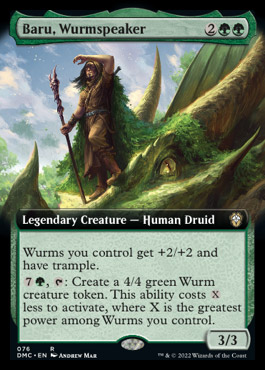 Baru, Wurmspeaker 2
Legendary Creature — Human Druid
Wurms you control get +2/+2 and
have trample.
7, : Create a 4/4 green Wurm
creature token. This ability costs X
less to activate, where X is the greatest
power among Wurms you control.
3/3
076 R
DMC • EN Andrew Mar
™ & © 2022 Wizards of the Coast